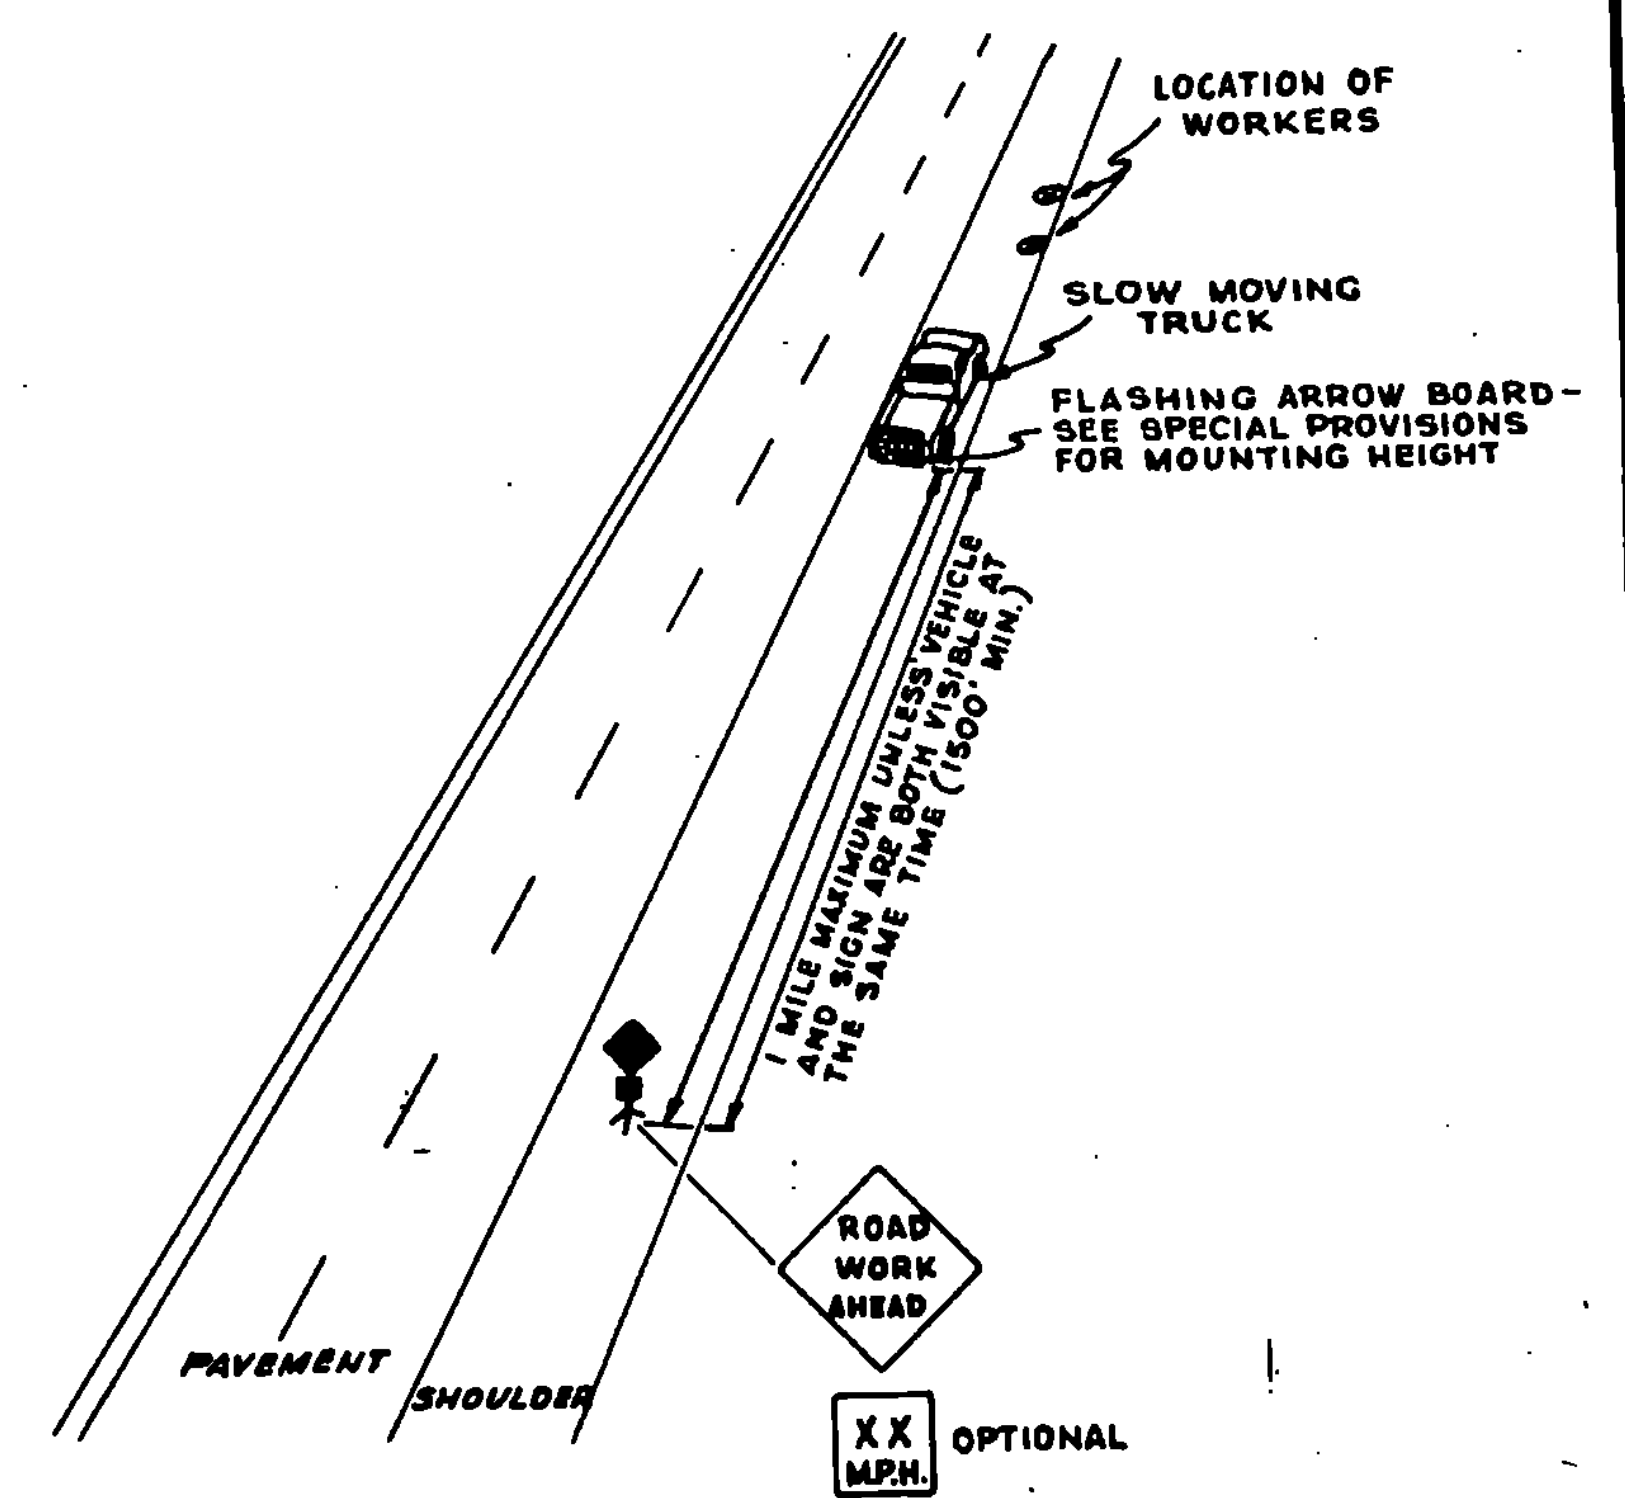 LOCATION OF
WORKERS
SLOW MOVING
TRUCK
FLASHING ARROW BOARD-
SEE SPECIAL PROVISIONS
FOR MOUNTING HEIGHT
1 MILE MAXIMUM UNLESS VEHICLE
AND SIGN ARE BOTH VISIBLE AT
THE SAME TIME (1500' MIN.)
ROAD
WORK
AHEAD
PAVEMENT
SHOULDER
XX
M.P.H.
OPTIONAL